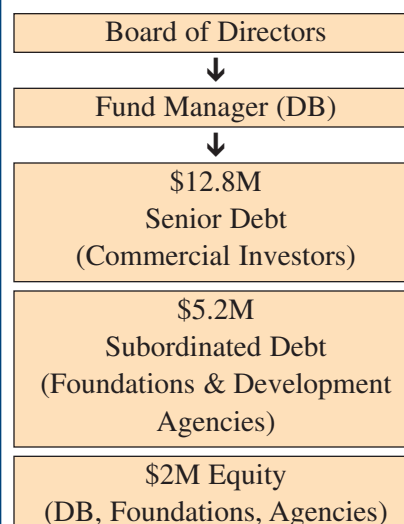 Board of Directors
Fund Manager (DB)
$12.8M
Senior Debt
(Commercial Investors)
$5.2M
Subordinated Debt
(Foundations & Development
Agencies)
$2M Equity
(DB, Foundations, Agencies)